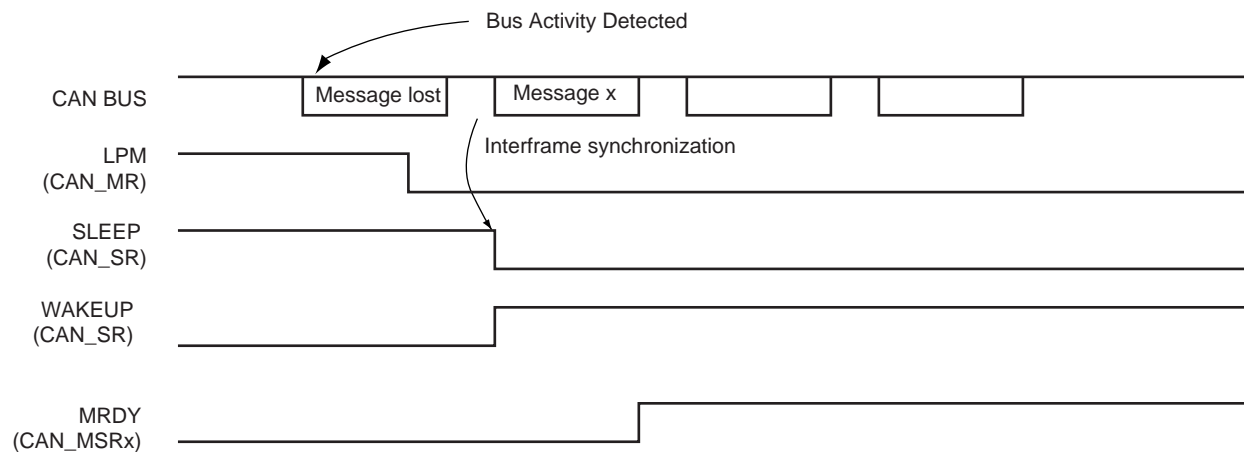 Bus Activity Detected
CAN BUS
Message lost
Message x
Interframe synchronization
LPM
(CAN_MR)
SLEEP
(CAN_SR)
WAKEUP
(CAN_SR)
MRDY
(CAN_MSRx)